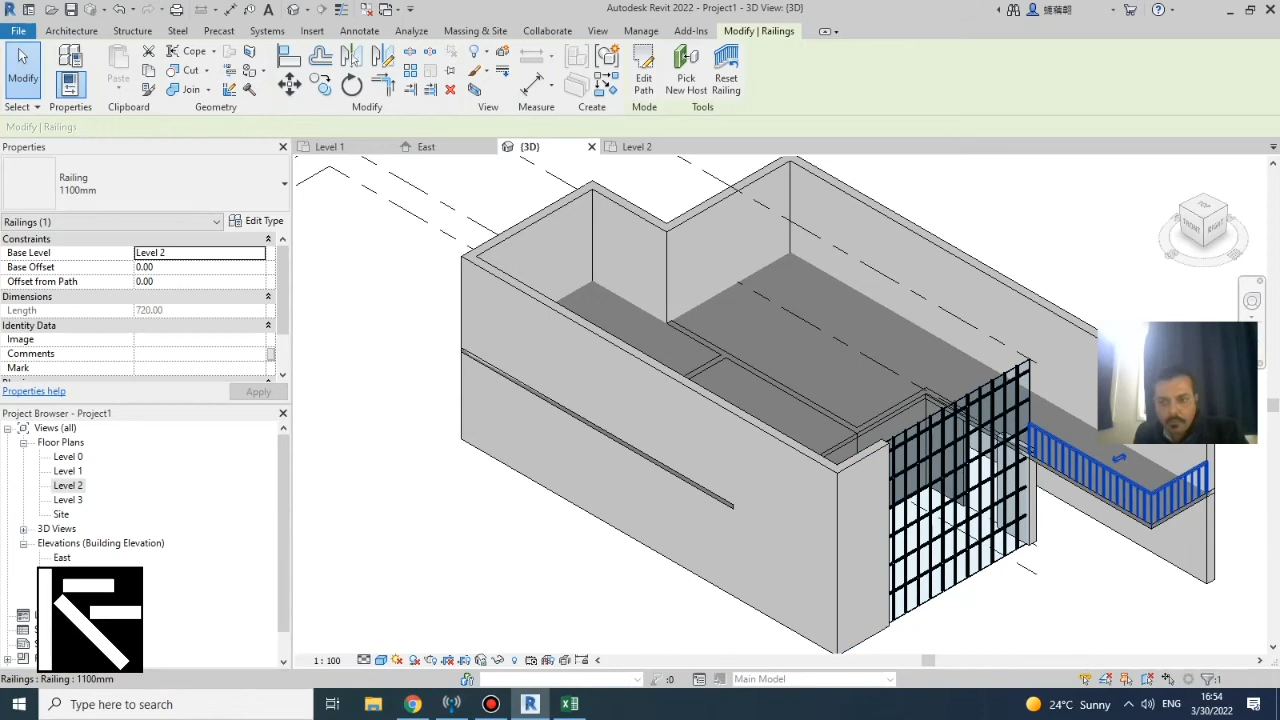 Autodesk Revit 2022 - Project1 - 3D View: {3D}
File Architecture Structure Steel Precast Systems Insert Annotate Analyze Massing & Site Collaborate View Manage Add-Ins Modify | Railings
Modify Paste Cope Cut Join Edit Path Pick New Host Reset Railing
Select Properties Clipboard Geometry Modify View Measure Create Mode Tools
Modify | Railings
Properties
Level 1 East {3D} Level 2
Railing
1100mm
Railings (1) Edit Type
Constraints
Base Level Level 2
Base Offset 0.00
Offset from Path 0.00
Dimensions
Length 720.00
Identity Data
Image
Comments
Mark
Properties help Apply
Project Browser - Project1
Views (all)
Floor Plans
Level 0
Level 1
Level 2
Level 3
Site
3D Views
Elevations (Building Elevation)
East
TOP
FRONT
RIGHT
1 : 100
Railings : Railing : 1100mm :0 Main Model :1
Type here to search 24°C Sunny ENG 16:54
3/30/2022